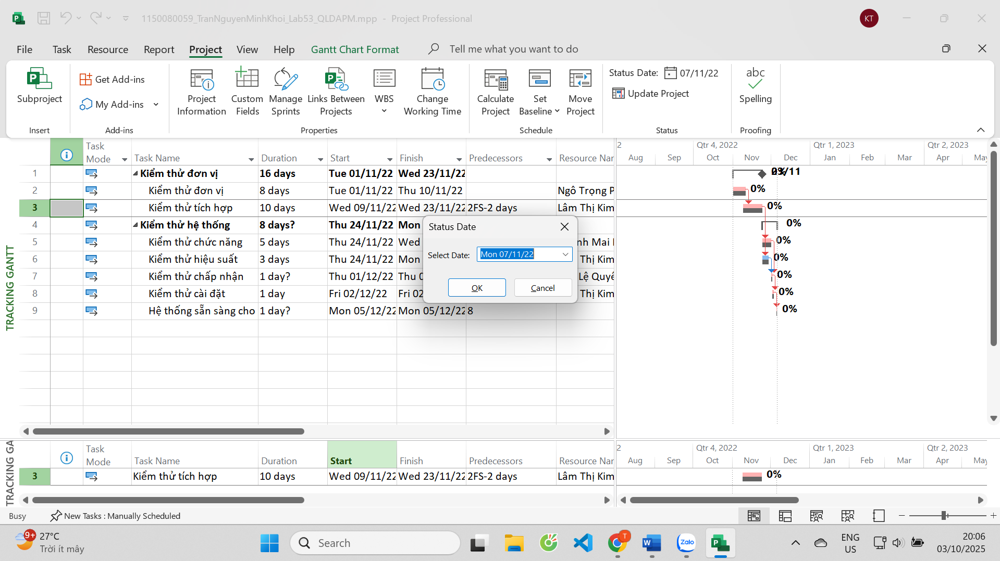 1150080059_TranNguyenMinhKhoi_Lab53_QLDAPM.mpp - Project Professional
KT
File Task Resource Report Project View Help Gantt Chart Format Tell me what you want to do
Subproject
Insert
Get Add-ins
My Add-ins
Add-ins
Project Information
Custom Fields
Manage Sprints
Links Between Projects
WBS
Change Working Time
Properties
Calculate Project
Set Baseline
Move Project
Schedule
Status Date: 07/11/22
Update Project
Status
abc
Spelling
Proofing
Task Mode Task Name Duration Start Finish Predecessors Resource Nar
1 Kiểm thử đơn vị 16 days Tue 01/11/22 Wed 23/11/22
2 Kiểm thử đơn vị 8 days Tue 01/11/22 Thu 10/11/22 Ngô Trọng P
3 Kiểm thử tích hợp 10 days Wed 09/11/22 Wed 23/11/22 2FS-2 days Lâm Thị Kim
4 Kiểm thử hệ thống 8 days? Thu 24/11/22 Mon
5 Kiểm thử chức năng 5 days Thu 24/11/22 Wed nh Mai
6 Kiểm thử hiệu suất 3 days Thu 24/11/22 Mon Thị Kim
7 Kiểm thử chấp nhận 1 day? Thu 01/12/22 Thu 0 Lệ Quyê
8 Kiểm thử cài đặt 1 day Fri 02/12/22 Fri 02 Thị Kim
9 Hệ thống sẵn sàng cho 1 day? Mon 05/12/22 Mon 05/12/22 8
2 Qtr 4, 2022 Qtr 1, 2023 Qtr 2, 2023
Aug Sep Oct Nov Dec Jan Feb Mar Apr May
23/11
0%
0%
0%
0%
0%
0%
0%
0%
Status Date
Select Date: Mon 07/11/22
OK Cancel
TRACKING GANTT
Task Mode Task Name Duration Start Finish Predecessors Resource Nar
3 Kiểm thử tích hợp 10 days Wed 09/11/22 Wed 23/11/22 2FS-2 days Lâm Thị Kim
2 Qtr 4, 2022 Qtr 1, 2023 Qtr 2, 2023
Aug Sep Oct Nov Dec Jan Feb Mar Apr May
0%
TRACKING GA
Busy New Tasks : Manually Scheduled
9+
27°C
Trời ít mây
Search
T
Zalo
ENG
US
20:06
03/10/2025